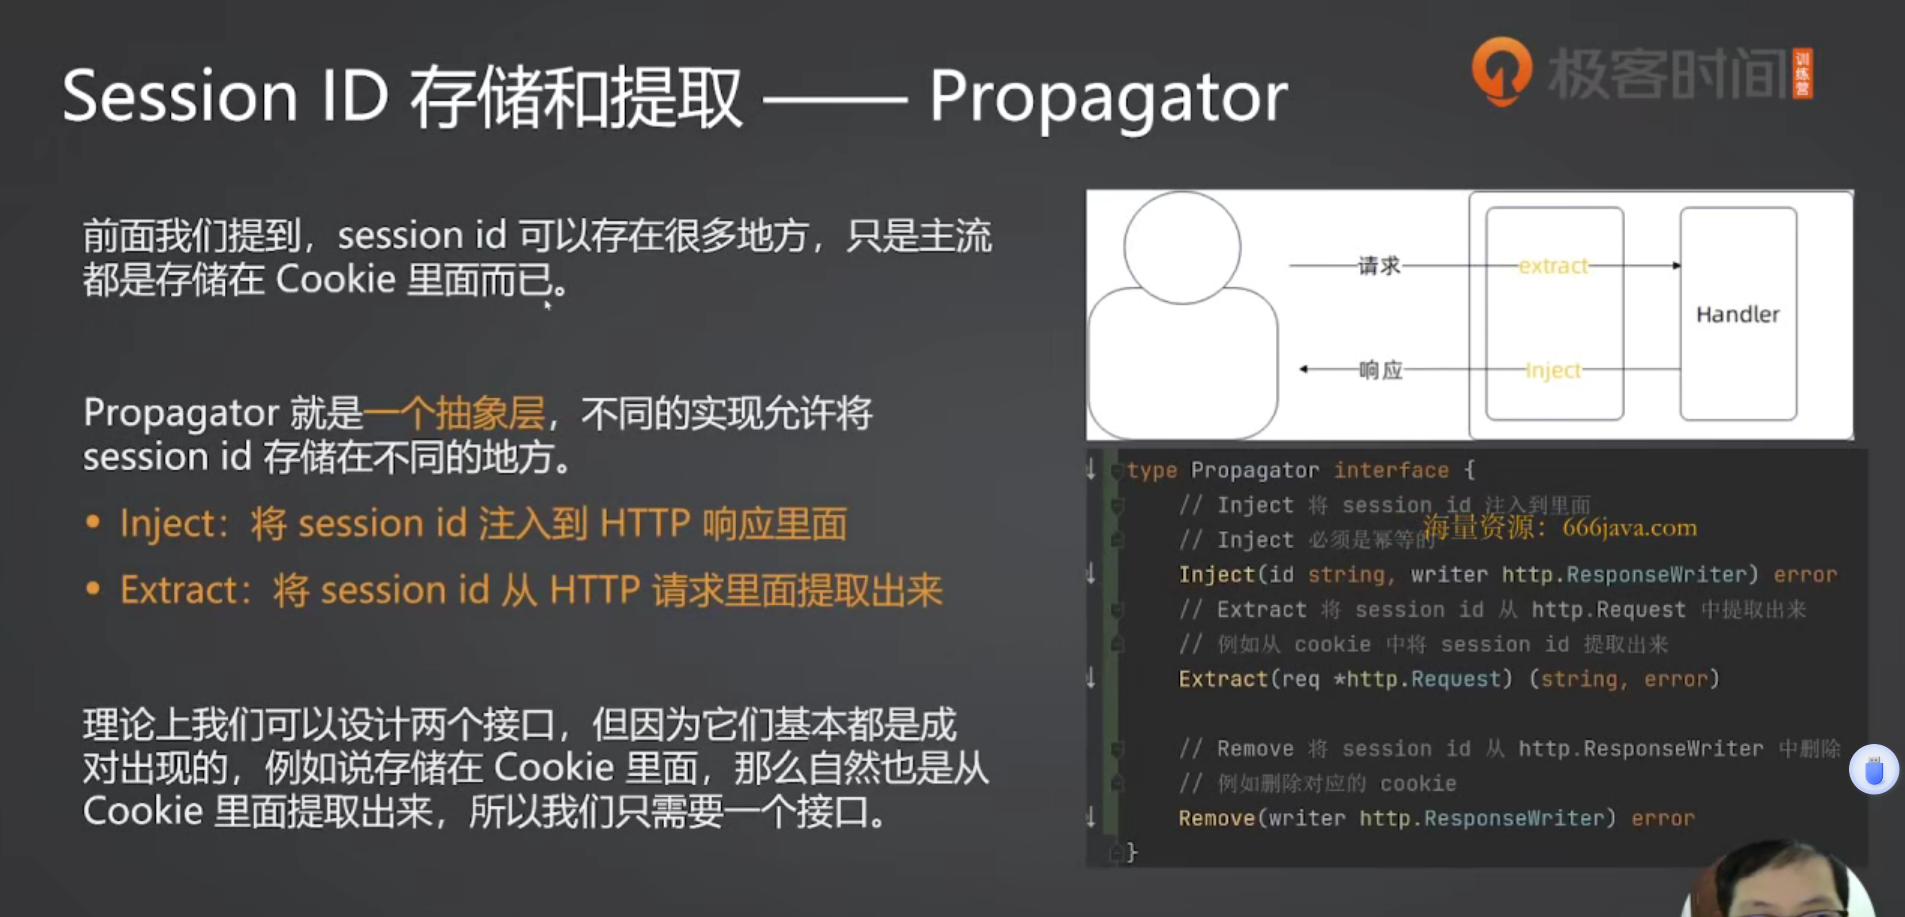 Session ID 存储和提取 —— Propagator
极客时间
训练营
前面我们提到，session id 可以存在很多地方，只是主流
都是存储在 Cookie 里面而已。
Propagator 就是一个抽象层，不同的实现允许将
session id 存储在不同的地方。
• Inject：将 session id 注入到 HTTP 响应里面
• Extract：将 session id 从 HTTP 请求里面提取出来
理论上我们可以设计两个接口，但因为它们基本都是成
对出现的，例如说存储在 Cookie 里面，那么自然也是从
Cookie 里面提取出来，所以我们只需要一个接口。
请求
extract
Handler
响应
Inject
type Propagator interface {
// Inject 将 session id 注入到里面
海量资源：666java.com
// Inject 必须是幂等的
Inject(id string, writer http.ResponseWriter) error
// Extract 将 session id 从 http.Request 中提取出来
// 例如从 cookie 中将 session id 提取出来
Extract(req *http.Request) (string, error)
// Remove 将 session id 从 http.ResponseWriter 中删除
// 例如删除对应的 cookie
Remove(writer http.ResponseWriter) error
}